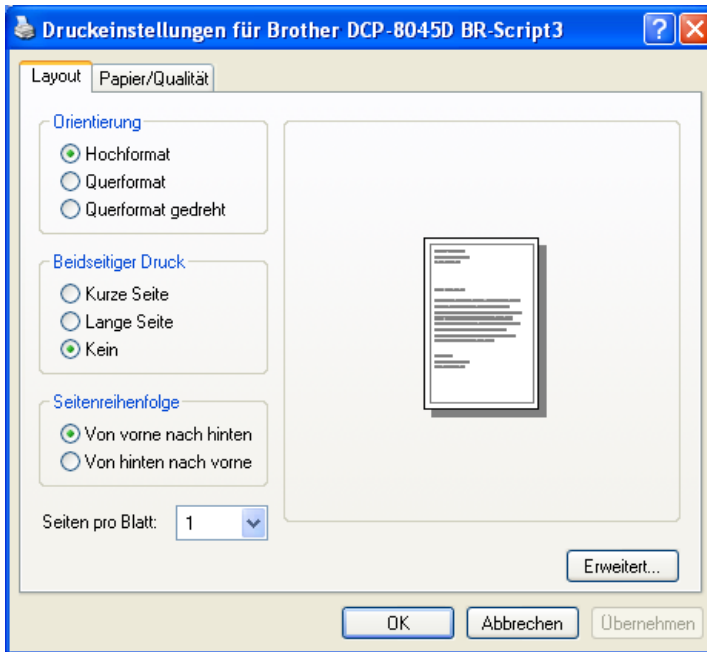 Druckeinstellungen für Brother DCP-8045D BR-Script3
Layout Papier/Qualität
Orientierung
Hochformat
Querformat
Querformat gedreht
Beidseitiger Druck
Kurze Seite
Lange Seite
Kein
Seitenreihenfolge
Von vorne nach hinten
Von hinten nach vorne
Seiten pro Blatt: 1
Erweitert...
OK Abbrechen Übernehmen